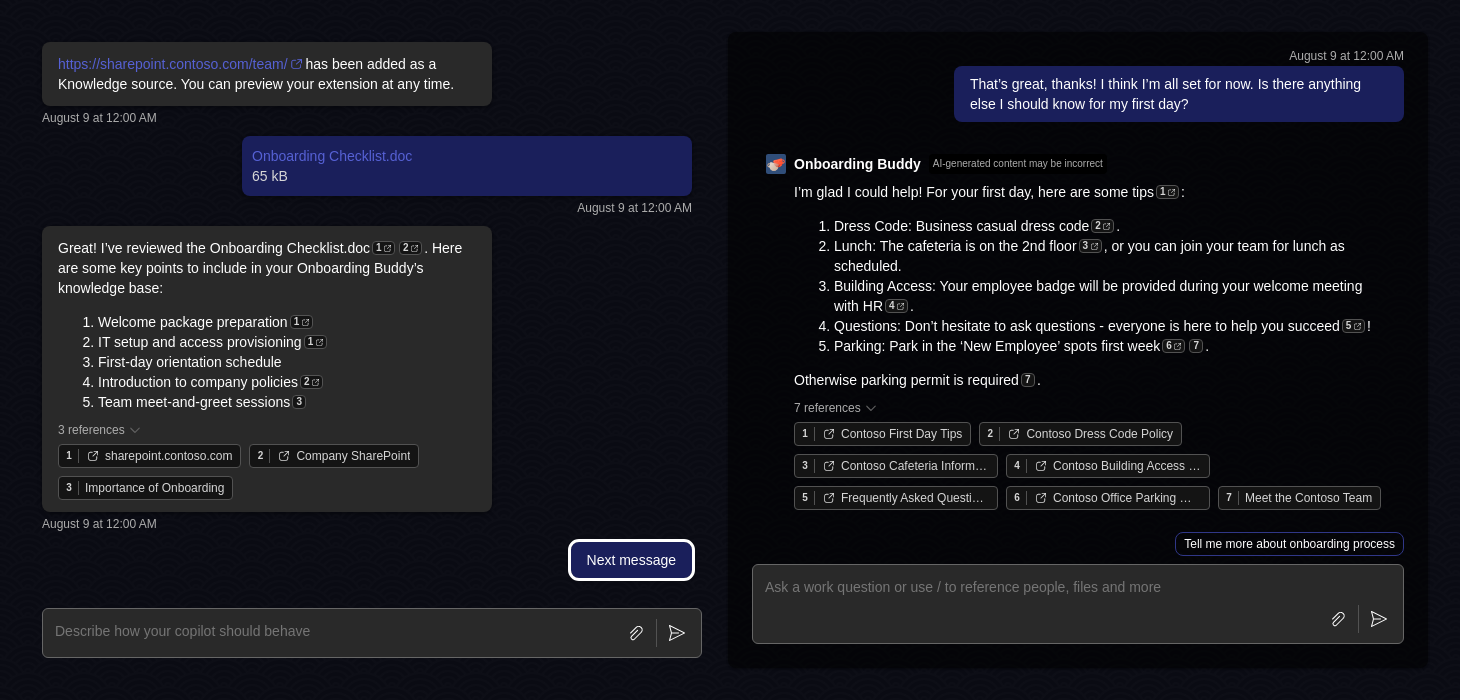 https://sharepoint.contoso.com/team/ has been added as a
Knowledge source. You can preview your extension at any time.
August 9 at 12:00 AM
Onboarding Checklist.doc
65 kB
August 9 at 12:00 AM
Great! I’ve reviewed the Onboarding Checklist.doc 1 2 . Here
are some key points to include in your Onboarding Buddy’s
knowledge base:
1. Welcome package preparation 1
2. IT setup and access provisioning 1
3. First-day orientation schedule
4. Introduction to company policies 2
5. Team meet-and-greet sessions 3
3 references
1 sharepoint.contoso.com 2 Company SharePoint
3 Importance of Onboarding
August 9 at 12:00 AM
Next message
Describe how your copilot should behave
August 9 at 12:00 AM
That’s great, thanks! I think I’m all set for now. Is there anything
else I should know for my first day?
Onboarding Buddy AI-generated content may be incorrect
I’m glad I could help! For your first day, here are some tips 1 :
1. Dress Code: Business casual dress code 2 .
2. Lunch: The cafeteria is on the 2nd floor 3 , or you can join your team for lunch as
scheduled.
3. Building Access: Your employee badge will be provided during your welcome meeting
with HR 4 .
4. Questions: Don’t hesitate to ask questions - everyone is here to help you succeed 5 !
5. Parking: Park in the ‘New Employee’ spots first week 6 7 .
Otherwise parking permit is required 7 .
7 references
1 Contoso First Day Tips 2 Contoso Dress Code Policy
3 Contoso Cafeteria Inform… 4 Contoso Building Access …
5 Frequently Asked Questi… 6 Contoso Office Parking … 7 Meet the Contoso Team
Tell me more about onboarding process
Ask a work question or use / to reference people, files and more